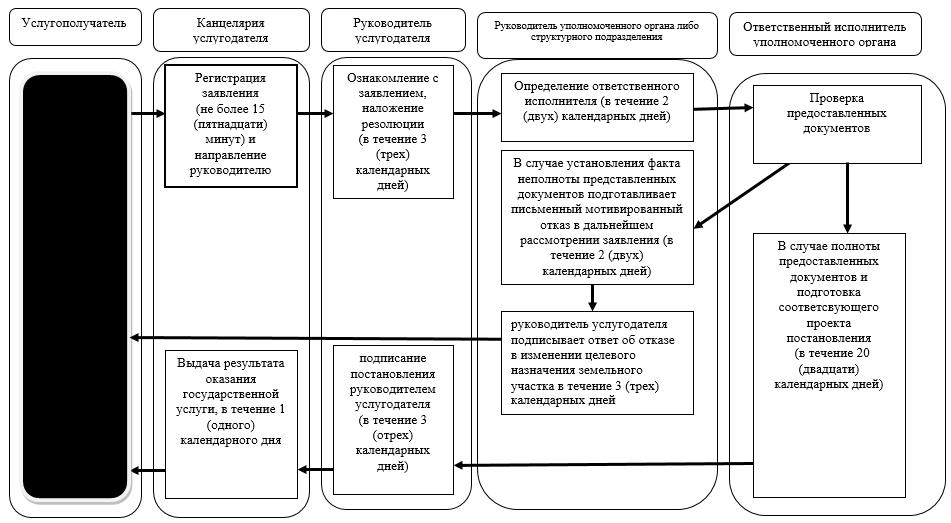 Услугополучатель
Канцелярия
услугодателя
Руководитель
услугодателя
Руководитель уполномоченного органа либо
структурного подразделения
Ответственный исполнитель
уполномоченного органа
Регистрация
заявления
(не более 15
(пятнадцати)
минут) и
направление
руководителю
Ознакомление с
заявлением,
наложение
резолюции
(в течение 3
(трех)
календарных
дней)
Определение ответственного
исполнителя (в течение 2
(двух) календарных дней)
Проверка
предоставленных
документов
В случае установления факта
неполноты представленных
документов подготавливает
письменный мотивированный
отказ в дальнейшем
рассмотрении заявления (в
течение 2 (двух)
календарных дней)
В случае полноты
предоставленных
документов и
подготовка
соответсвующего
проекта
постановления
(в течение 20
(двадцати)
календарных дней)
руководитель услугодателя
подписывает ответ об отказе
в изменении целевого
назначения земельного
участка в течение 3 (трех)
календарных дней
подписание
постановления
руководителем
услугодателя
(в течение 3
(отрех)
календарных
дней)
Выдача результата
оказания
государственной
услуги, в течение 1
(одного)
календарного дня